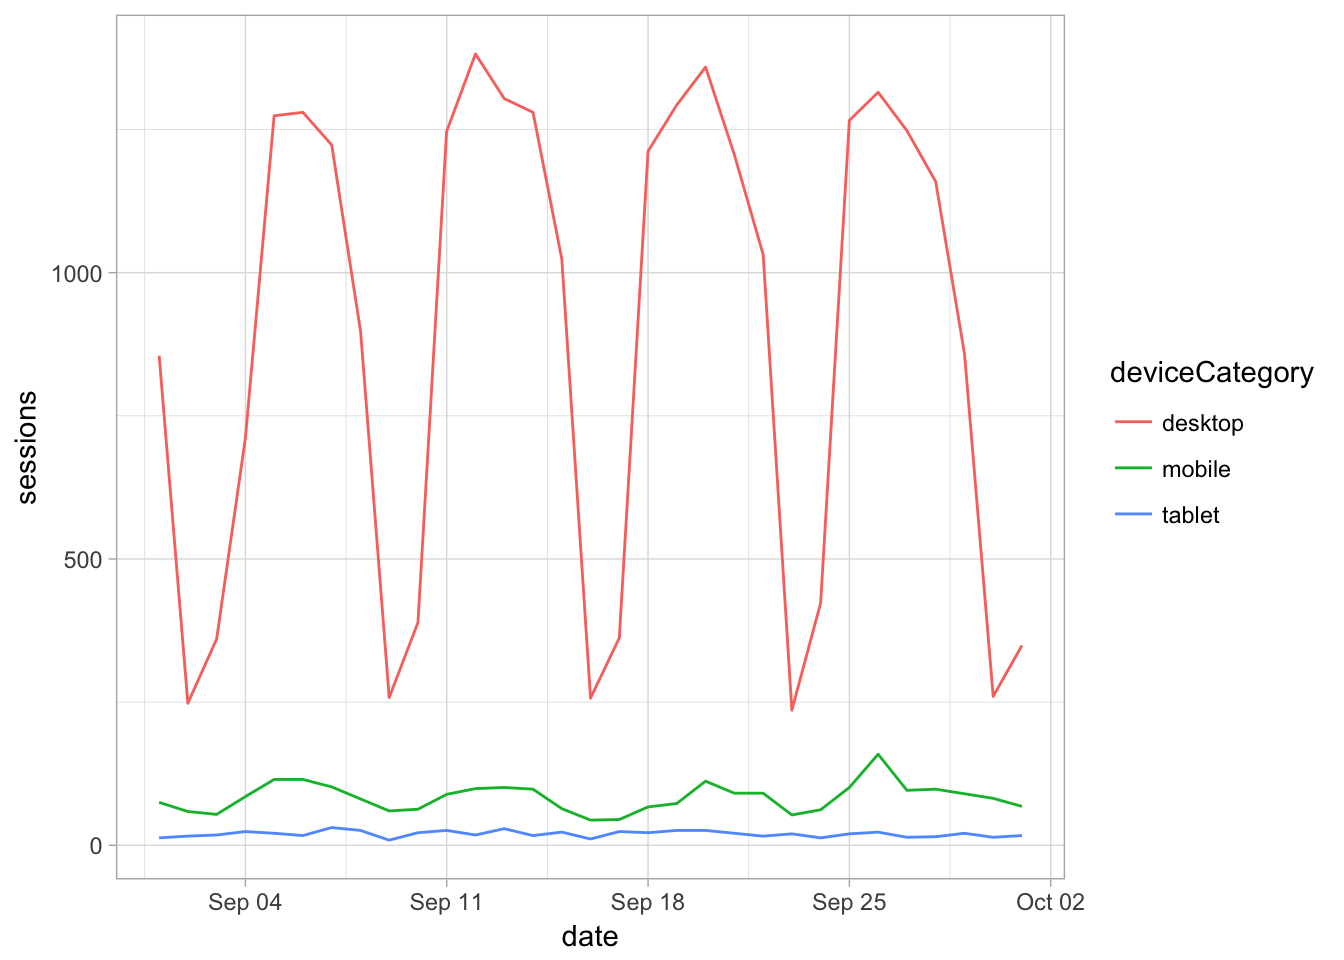 sessions
1000
500
0
Sep 04
Sep 11
Sep 18
Sep 25
Oct 02
date
deviceCategory
desktop
mobile
tablet